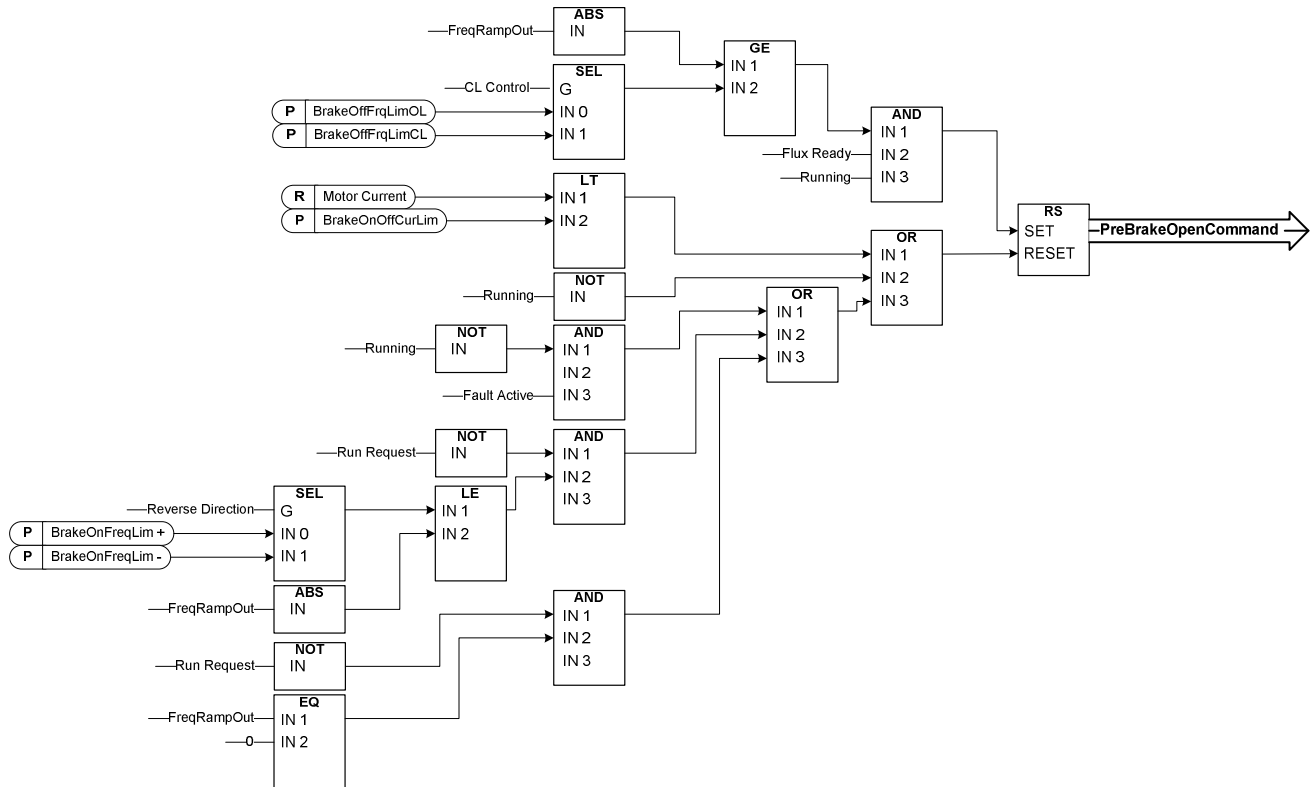 ABS
FreqRampOut
IN
GE
IN 1
IN 2
SEL
CL Control
G
P BrakeOffFrqLimOL
IN 0
P BrakeOffFrqLimCL
IN 1
AND
IN 1
Flux Ready
IN 2
Running
IN 3
LT
R Motor Current
IN 1
P BrakeOnOffCurLim
IN 2
RS
SET
RESET
PreBrakeOpenCommand
OR
IN 1
IN 2
IN 3
NOT
Running
IN
OR
IN 1
IN 2
IN 3
NOT
Running
IN
AND
IN 1
IN 2
Fault Active
IN 3
NOT
Run Request
IN
AND
IN 1
IN 2
IN 3
SEL
Reverse Direction
G
P BrakeOnFreqLim +
IN 0
P BrakeOnFreqLim -
IN 1
LE
IN 1
IN 2
ABS
FreqRampOut
IN
AND
IN 1
IN 2
IN 3
NOT
Run Request
IN
EQ
FreqRampOut
IN 1
0
IN 2